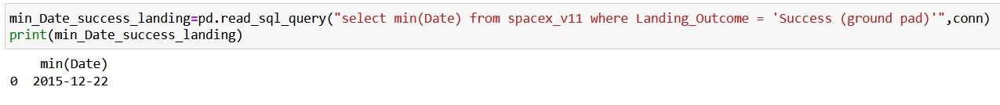 min_Date_success_landing=pd.read_sql_query("select min(Date) from spacex_v11 where Landing_Outcome = 'Success (ground pad)'",conn)
print(min_Date_success_landing)
min(Date)
0 2015-12-22